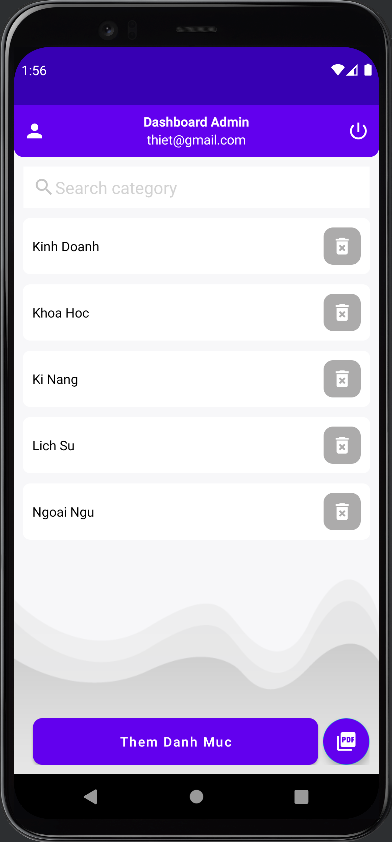 1:56
Dashboard Admin
thiet@gmail.com
Search category
Kinh Doanh
Khoa Hoc
Ki Nang
Lich Su
Ngoai Ngu
Them Danh Muc
PDF